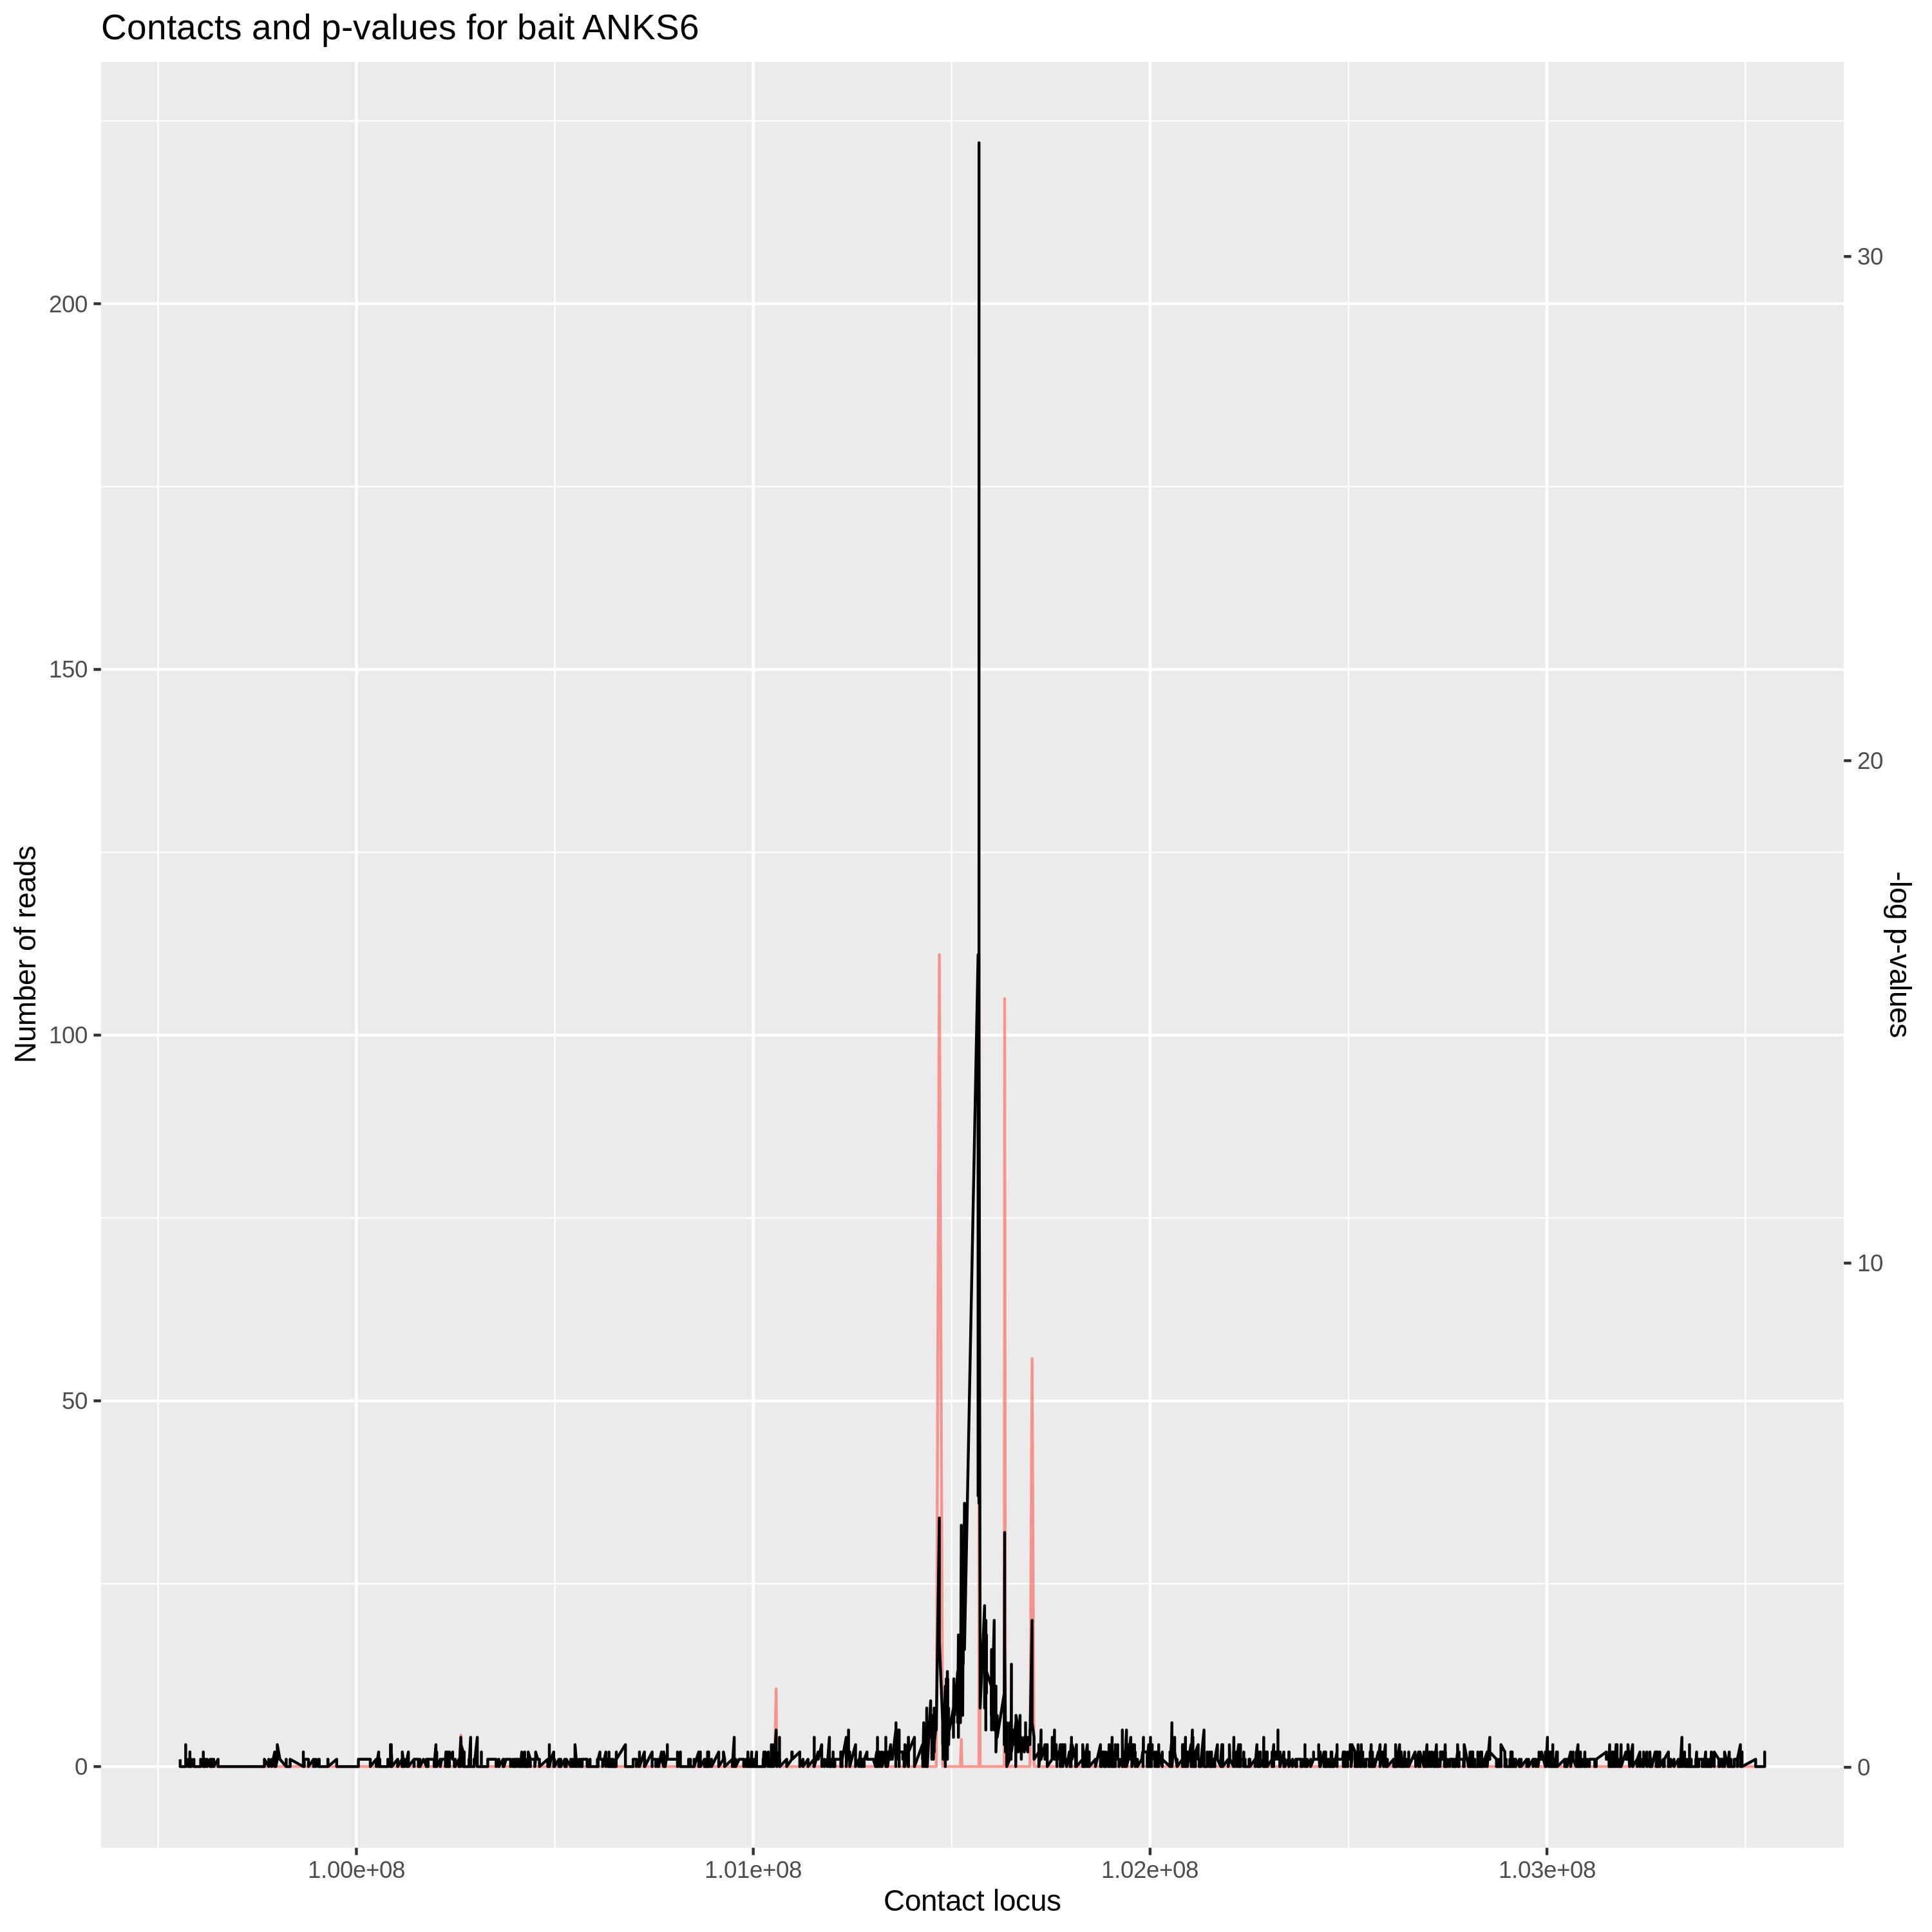 Contacts and p-values for bait ANKS6
200
150
100
50
0
Number of reads
30
20
10
0
-log p-values
1.00e+08 1.01e+08 1.02e+08 1.03e+08
Contact locus